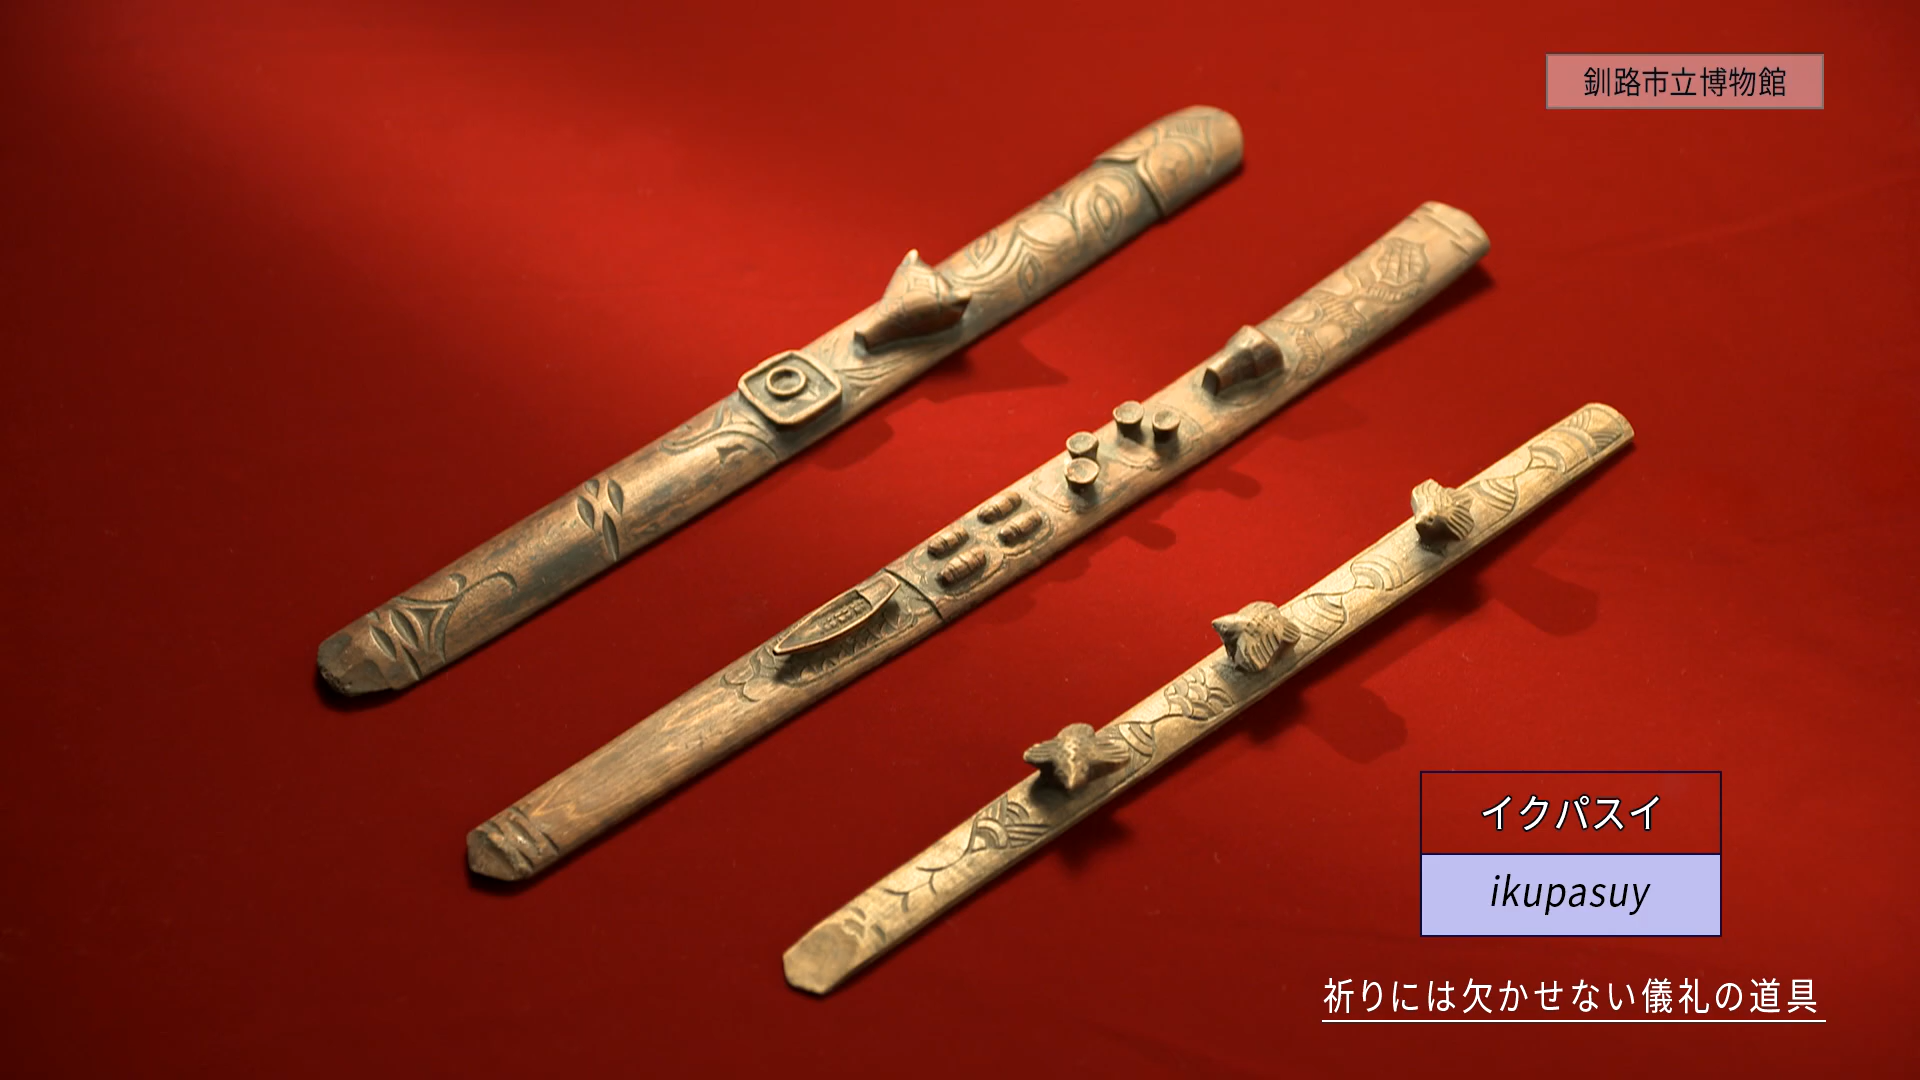 釧路市立博物館
イクパスイ
ikupasuy
祈りには欠かせない儀礼の道具